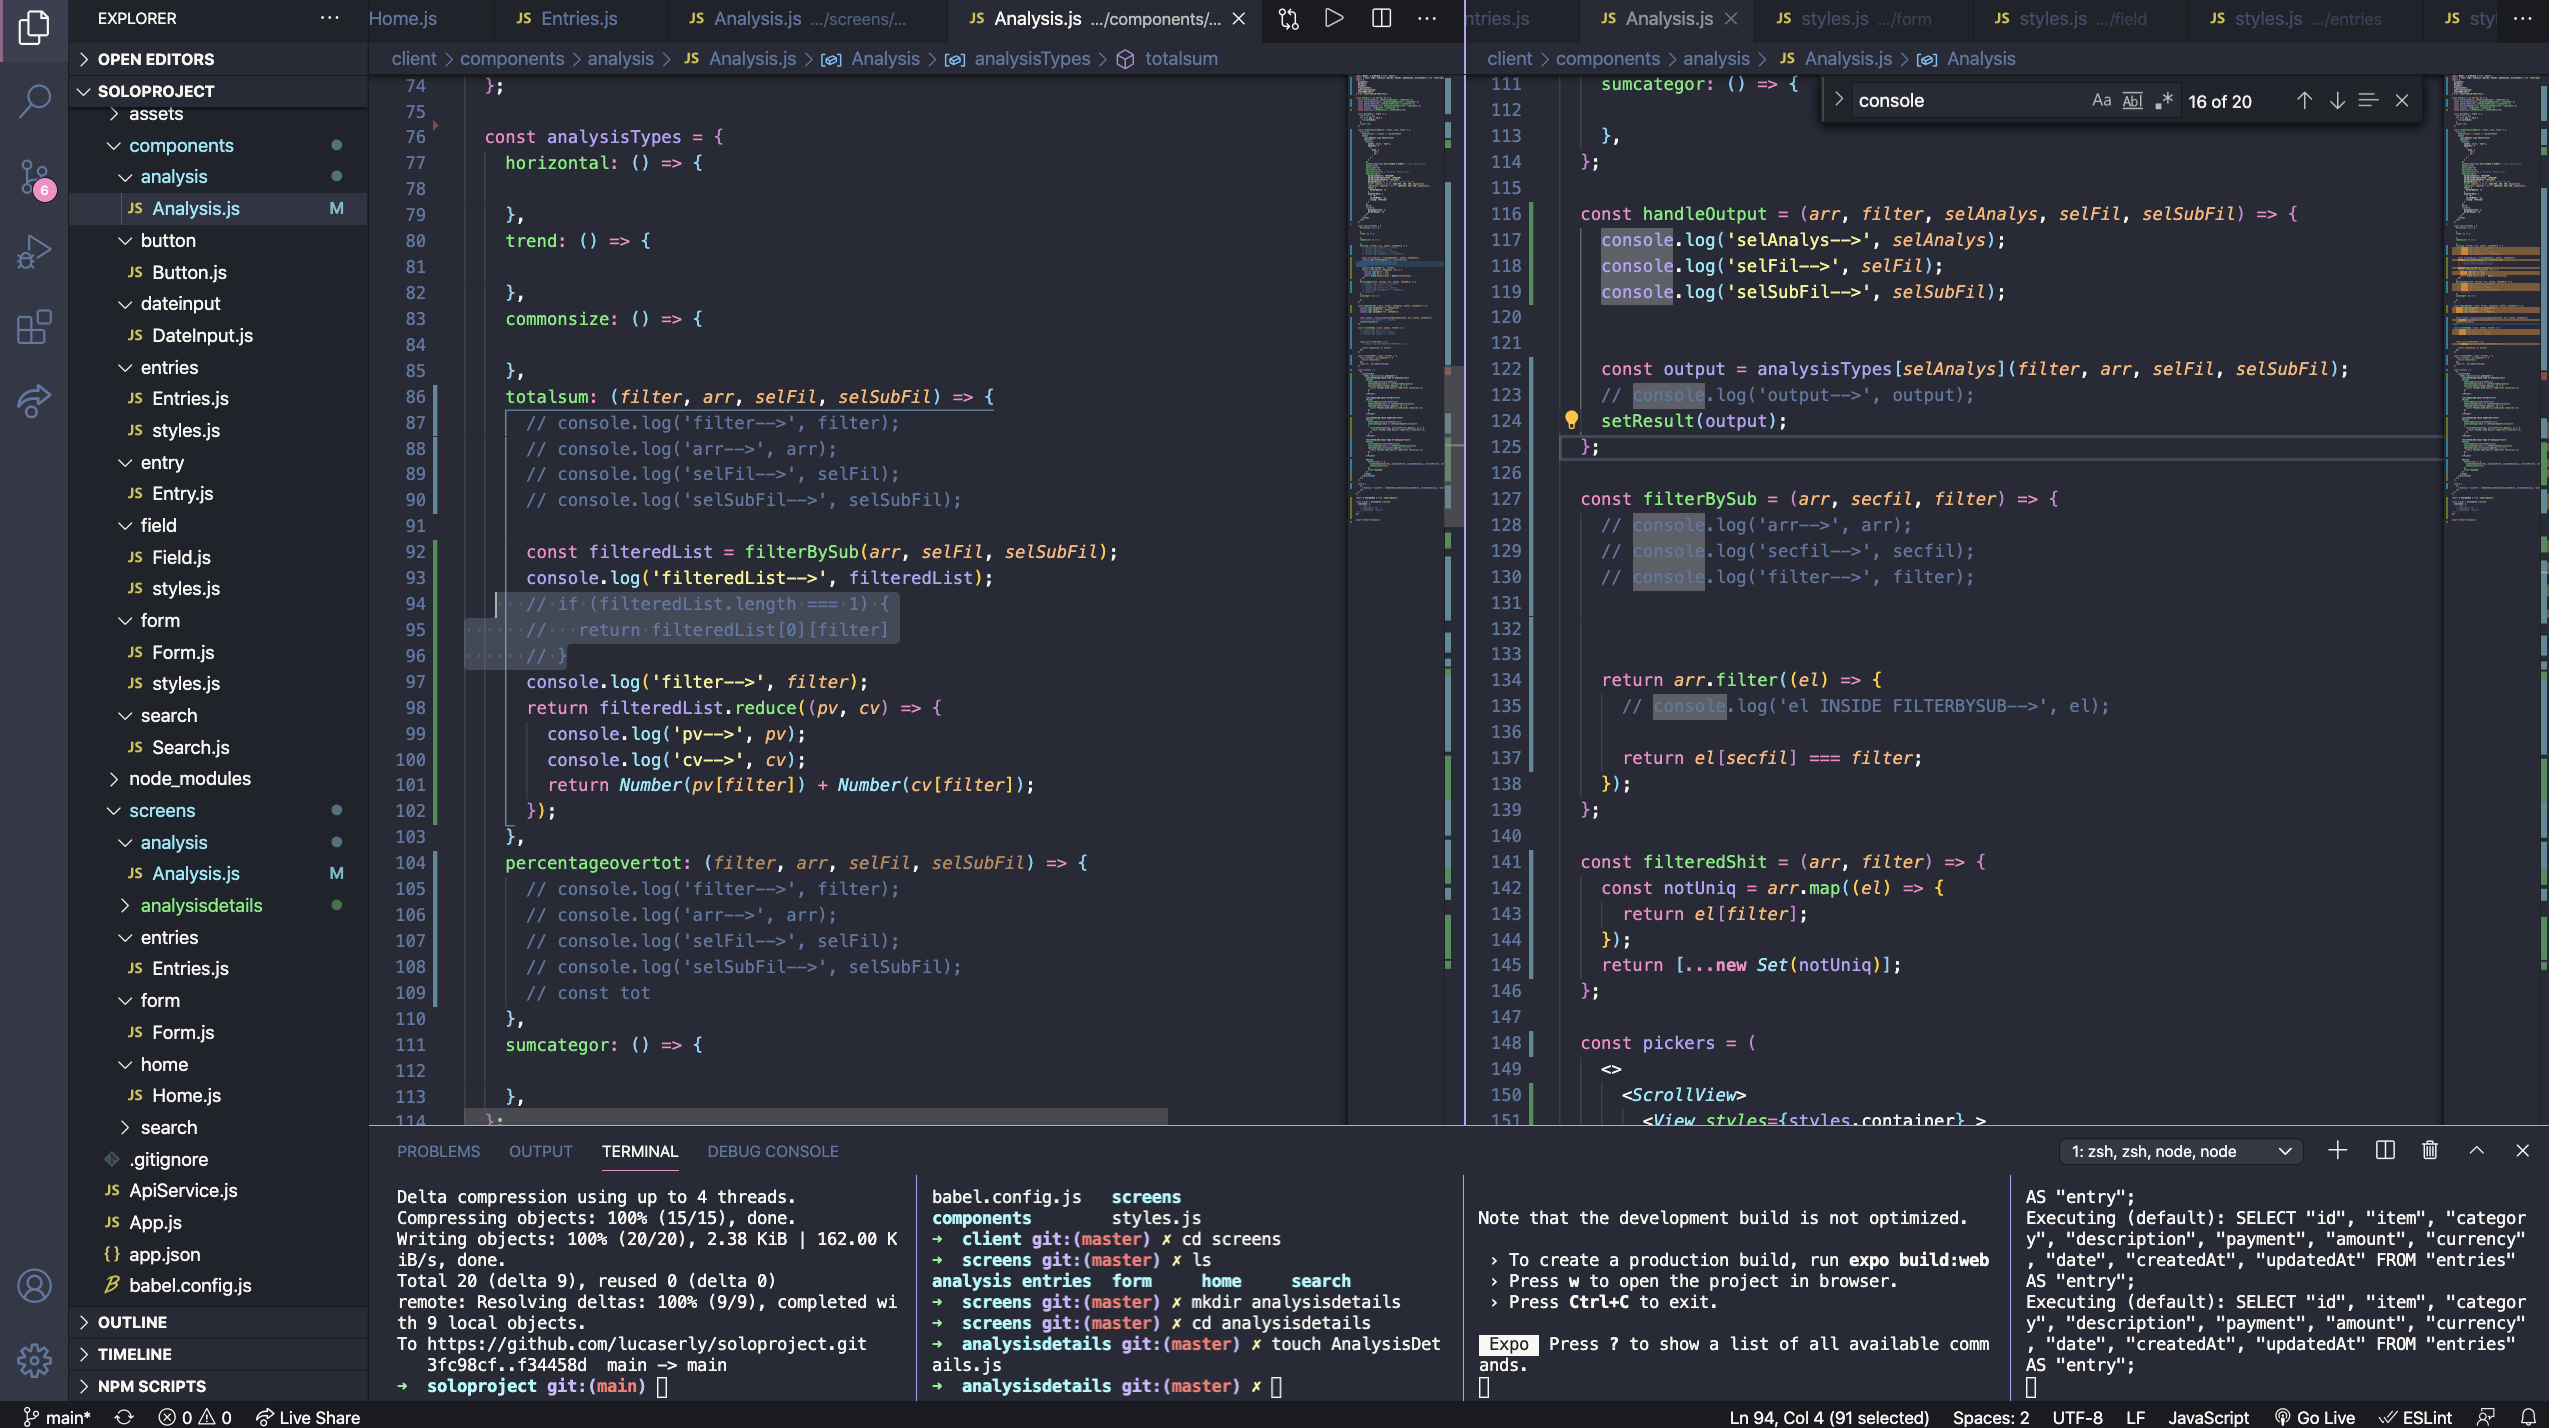 EXPLORER
OPEN EDITORS
SOLOPROJECT
assets
components
analysis
JS Analysis.js M
button
JS Button.js
dateinput
JS DateInput.js
entries
JS Entries.js
JS styles.js
entry
JS Entry.js
field
JS Field.js
JS styles.js
form
JS Form.js
JS styles.js
search
JS Search.js
node_modules
screens
analysis
JS Analysis.js M
analysisdetails
entries
JS Entries.js
form
JS Form.js
home
JS Home.js
search
.gitignore
JS ApiService.js
JS App.js
{} app.json
babel.config.js
OUTLINE
TIMELINE
NPM SCRIPTS
6
Home.js JS Entries.js JS Analysis.js .../screens/... JS Analysis.js .../components/...
client > components > analysis > JS Analysis.js > Analysis > analysisTypes > totalsum
74 };
75
76 const analysisTypes = {
77 horizontal: () => {
78
79 },
80 trend: () => {
81
82 },
83 commonsize: () => {
84
85 },
86 totalsum: (filter, arr, selFil, selSubFil) => {
87 // console.log('filter-->', filter);
88 // console.log('arr-->', arr);
89 // console.log('selFil-->', selFil);
90 // console.log('selSubFil-->', selSubFil);
91
92 const filteredList = filterBySub(arr, selFil, selSubFil);
93 console.log('filteredList-->', filteredList);
94 // if (filteredList.length === 1) {
95 // return filteredList[0][filter]
96 // }
97 console.log('filter-->', filter);
98 return filteredList.reduce((pv, cv) => {
99 console.log('pv-->', pv);
100 console.log('cv-->', cv);
101 return Number(pv[filter]) + Number(cv[filter]);
102 });
103 },
104 percentageovertot: (filter, arr, selFil, selSubFil) => {
105 // console.log('filter-->', filter);
106 // console.log('arr-->', arr);
107 // console.log('selFil-->', selFil);
108 // console.log('selSubFil-->', selSubFil);
109 // const tot
110 },
111 sumcategor: () => {
112
113 },
114 };
ntries.js JS Analysis.js JS styles.js .../form JS styles.js .../field JS styles.js .../entries JS styl
client > components > analysis > JS Analysis.js > Analysis
console Aa Abl .* 16 of 20
111 sumcategor: () => {
112
113 },
114 };
115
116 const handleOutput = (arr, filter, selAnalys, selFil, selSubFil) => {
117 console.log('selAnalys-->', selAnalys);
118 console.log('selFil-->', selFil);
119 console.log('selSubFil-->', selSubFil);
120
121
122 const output = analysisTypes[selAnalys](filter, arr, selFil, selSubFil);
123 // console.log('output-->', output);
124 setResult(output);
125 };
126
127 const filterBySub = (arr, secfil, filter) => {
128 // console.log('arr-->', arr);
129 // console.log('secfil-->', secfil);
130 // console.log('filter-->', filter);
131
132
133
134 return arr.filter((el) => {
135 // console.log('el INSIDE FILTERBYSUB-->', el);
136
137 return el[secfil] === filter;
138 });
139 };
140
141 const filteredShit = (arr, filter) => {
142 const notUniq = arr.map((el) => {
143 return el[filter];
144 });
145 return [...new Set(notUniq)];
146 };
147
148 const pickers = (
149 <>
150 <ScrollView>
151 <View styles={styles.container} >
PROBLEMS OUTPUT TERMINAL DEBUG CONSOLE
1: zsh, zsh, node, node
Delta compression using up to 4 threads.
Compressing objects: 100% (15/15), done.
Writing objects: 100% (20/20), 2.38 KiB | 162.00 K
iB/s, done.
Total 20 (delta 9), reused 0 (delta 0)
remote: Resolving deltas: 100% (9/9), completed wi
th 9 local objects.
To https://github.com/lucaserly/soloproject.git
3fc98cf..f34458d main -> main
→ soloproject git:(main)
babel.config.js screens
components styles.js
→ client git:(master) ✗ cd screens
→ screens git:(master) ✗ ls
analysis entries form home search
→ screens git:(master) ✗ mkdir analysisdetails
→ screens git:(master) ✗ cd analysisdetails
→ analysisdetails git:(master) ✗ touch AnalysisDet
ails.js
→ analysisdetails git:(master) ✗
Note that the development build is not optimized.
› To create a production build, run expo build:web
› Press w to open the project in browser.
› Press Ctrl+C to exit.
Expo Press ? to show a list of all available comm
ands.
AS "entry";
Executing (default): SELECT "id", "item", "categor
y", "description", "payment", "amount", "currency"
, "date", "createdAt", "updatedAt" FROM "entries"
AS "entry";
Executing (default): SELECT "id", "item", "categor
y", "description", "payment", "amount", "currency"
, "date", "createdAt", "updatedAt" FROM "entries"
AS "entry";
main* 0 0 Live Share
Ln 94, Col 4 (91 selected) Spaces: 2 UTF-8 LF JavaScript Go Live ESLint